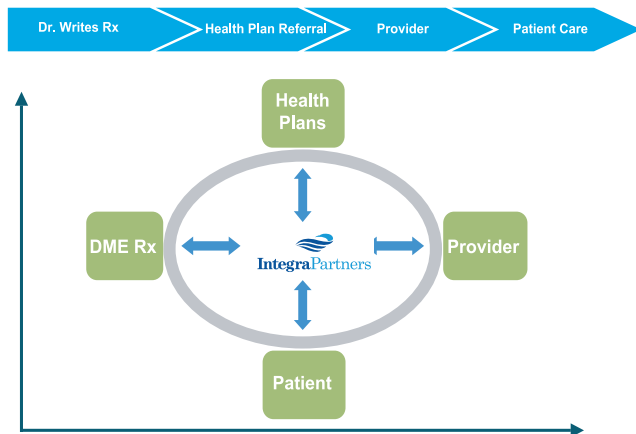 Dr. Writes Rx
Health Plan Referral
Provider
Patient Care
Health
Plans
DME Rx
IntegraPartners
Provider
Patient